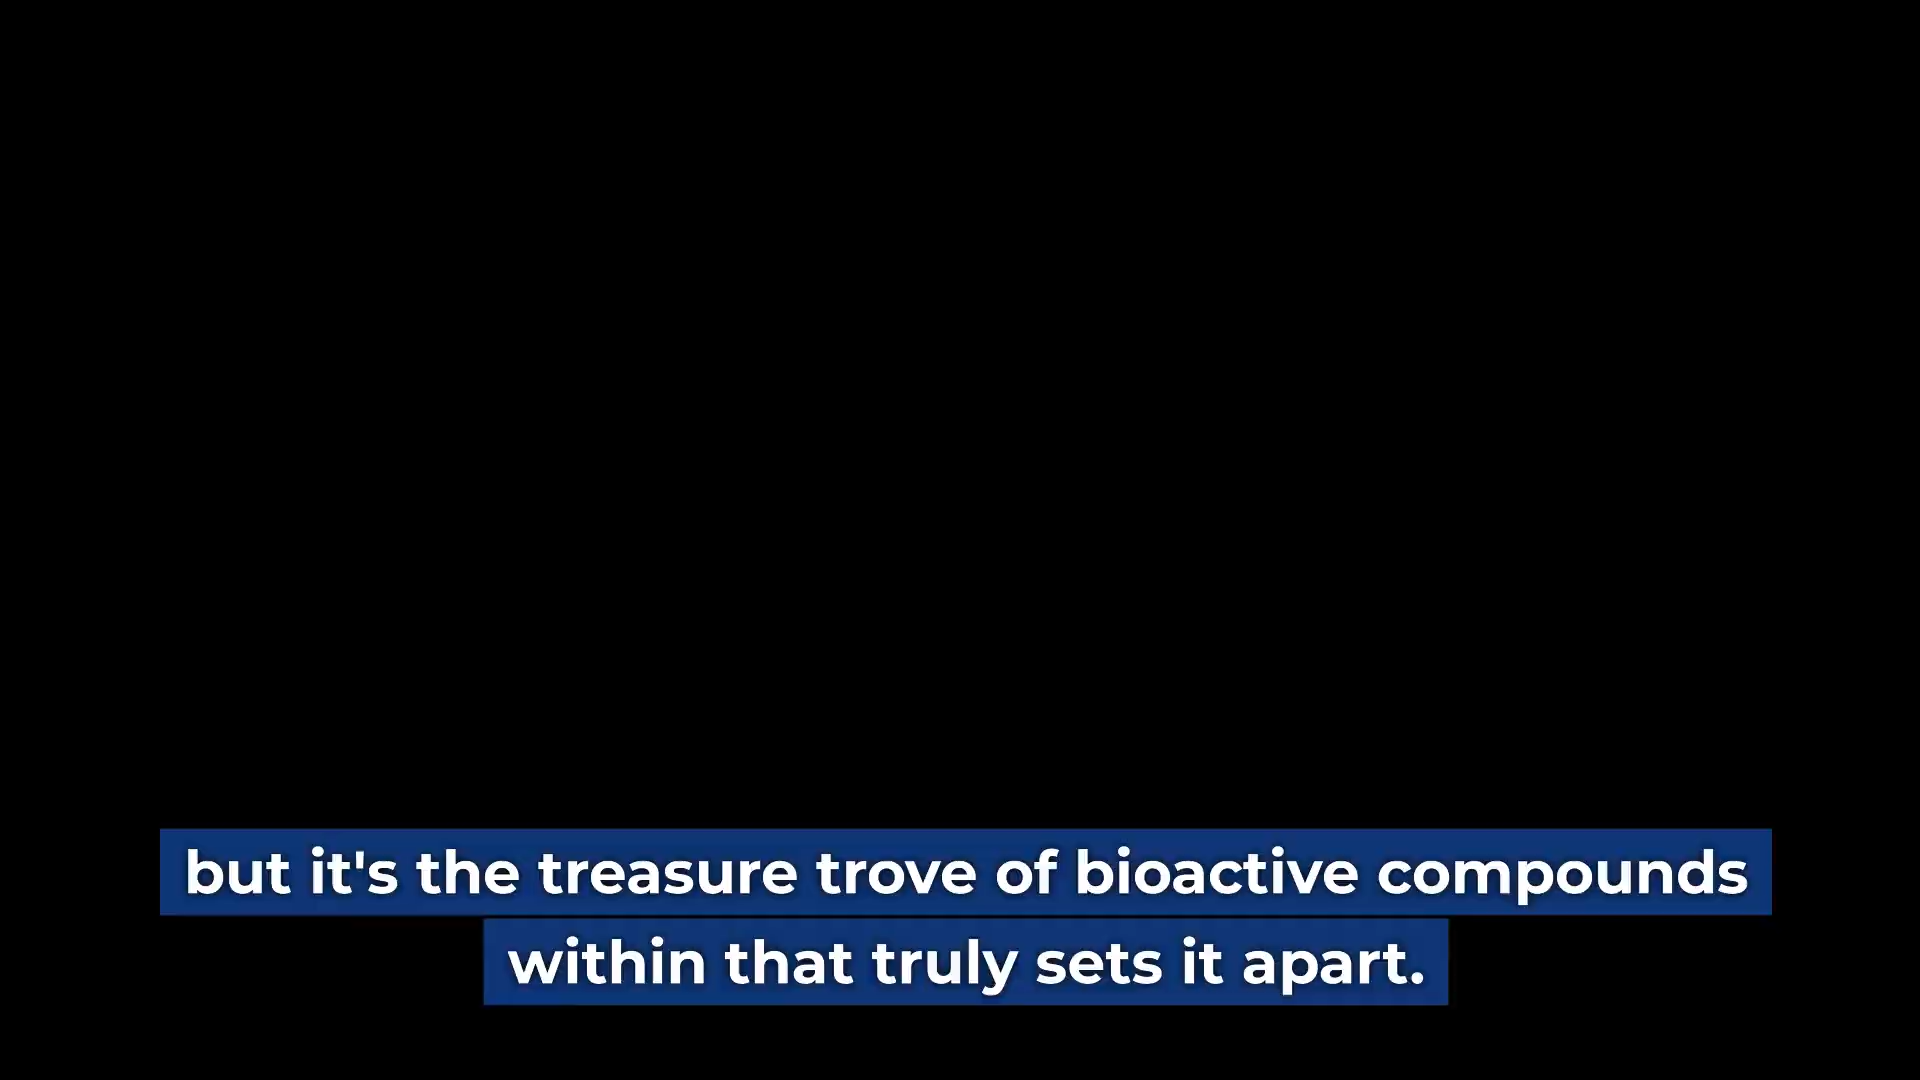 but it's the treasure trove of bioactive compounds
within that truly sets it apart.